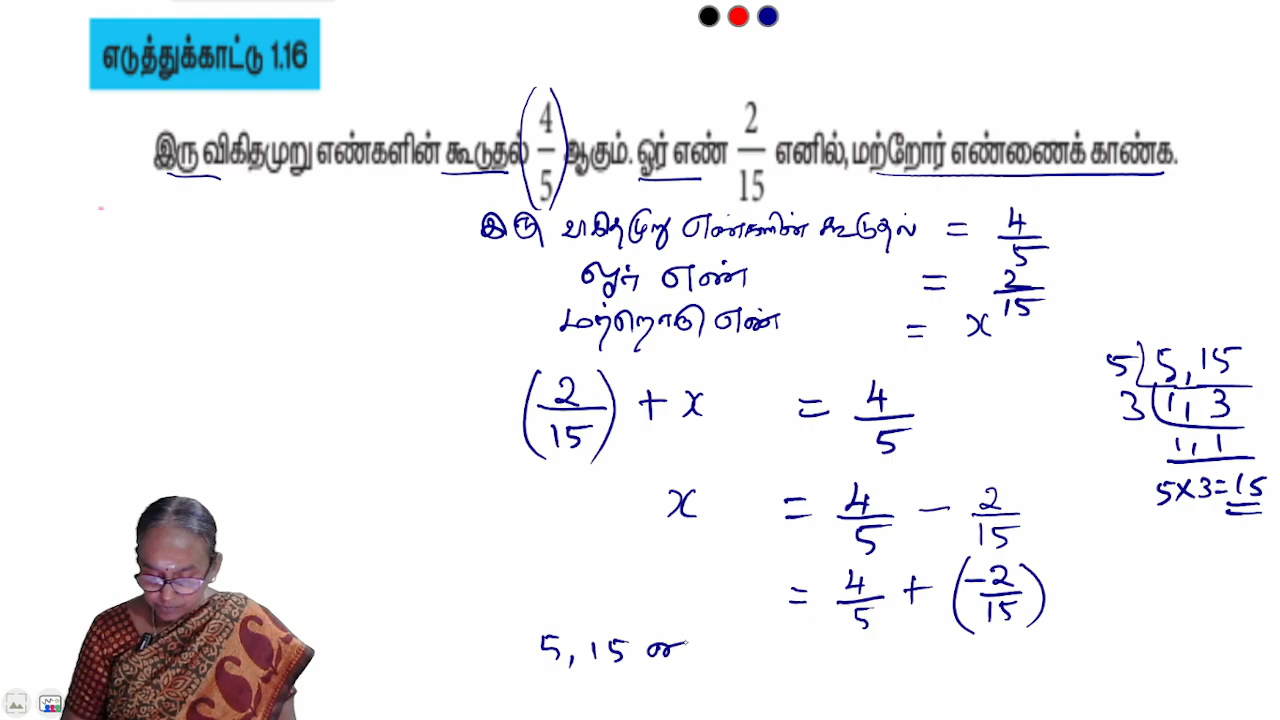 எடுத்துக்காட்டு 1.16
இரு விகிதமுறு எண்களின் கூடுதல் 4/5 ஆகும். ஓர் எண் 2/15 எனில், மற்றோர் எண்ணைக் காண்க.
இரு விகிதமுறு எண்களின் கூடுதல் = 4/5
ஓர் எண் = 2/15
மற்றொரு எண் = x
(2/15) + x = 4/5
x = 4/5 - 2/15
= 4/5 + (-2/15)
5, 15
5 | 5, 15
3 | 1, 3
1, 1
5x3=15